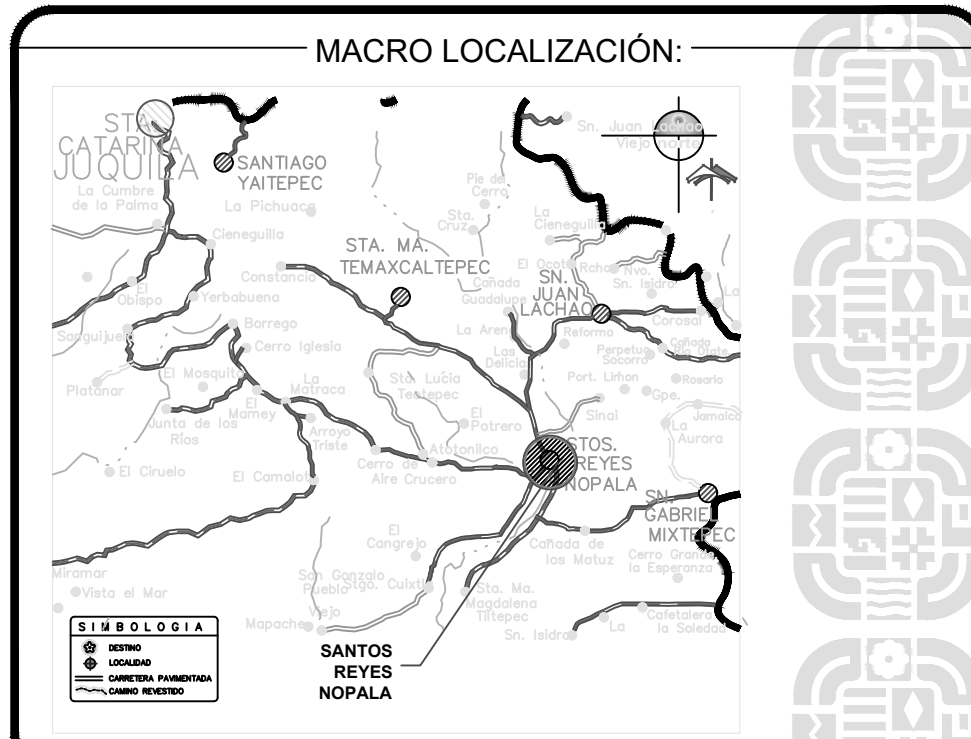 MACRO LOCALIZACIÓN:
STA.
CATARINA
JUQUILA
SANTIAGO
YAITEPEC
Sn. Juan Lachao
Viejo norte
La Cumbre
de la Palma
La Pichuaca
Pie del
Cerro
Sta.
Cruz
La
Cieneguilla
Cieneguilla
STA. MA.
TEMAXCALTEPEC
Constancia
El Ocote
Nvo.
Sn. Isidro
Cañada
Guadalupe
SN.
JUAN
LACHAO
La
El
Obispo
Yerbabuena
Borrego
Sanguijuela
Cerro Iglesia
La Arena
Reforma
Corosal
Las
Delicia
Perpetuo
Socorro
Cañada
Platanar
El Mosquito
La
Matraca
Sta. Lucia
Teotepec
Port. Lirhon
Rosario
Gpe.
El
Mamey
Junta de los
Ríos
Arroyo
Triste
El
Potrero
Sinai
Jamaica
La
Aurora
Atotonilco
Cerro de
Aire Crucero
El Ciruelo
El Camalote
STOS.
REYES
NOPALA
SN.
GABRIEL
MIXTEPEC
El
Cangrejo
Cañada de
los Matuz
Cerro Grande
la Esperanza
Miramar
Vista el Mar
San Gonzalo
Pueblo
Viejo
Stgo. Cuixtla
Sta. Ma.
Magdalena
Tiltepec
Mapache
Sn. Isidro
La
Cafetalera
la Soledad
SIMBOLOGIA
DESTINO
LOCALIDAD
CARRETERA PAVIMENTADA
CAMINO REVESTIDO
SANTOS
REYES
NOPALA